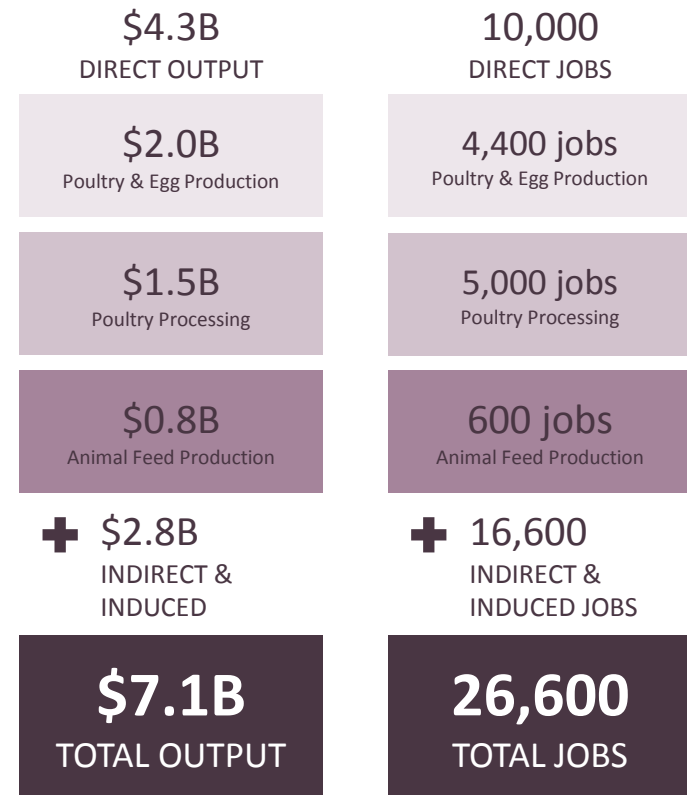 $4.3B
DIRECT OUTPUT
$2.0B
Poultry & Egg Production
$1.5B
Poultry Processing
$0.8B
Animal Feed Production
+ $2.8B
INDIRECT &
INDUCED
$7.1B
TOTAL OUTPUT
10,000
DIRECT JOBS
4,400 jobs
Poultry & Egg Production
5,000 jobs
Poultry Processing
600 jobs
Animal Feed Production
+ 16,600
INDIRECT &
INDUCED JOBS
26,600
TOTAL JOBS